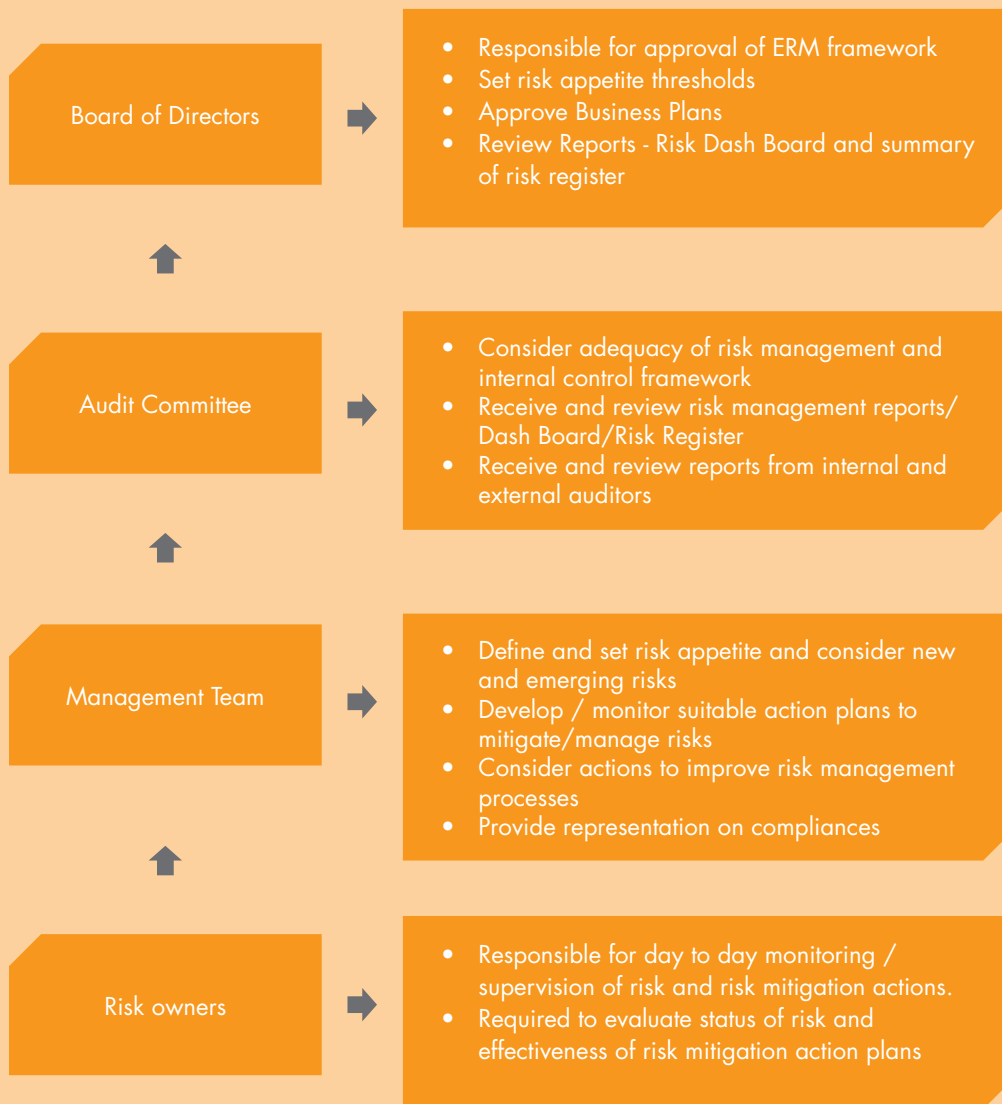 Board of Directors
• Responsible for approval of ERM framework
• Set risk appetite thresholds
• Approve Business Plans
• Review Reports - Risk Dash Board and summary
of risk register
Audit Committee
• Consider adequacy of risk management and
internal control framework
• Receive and review risk management reports/
Dash Board/Risk Register
• Receive and review reports from internal and
external auditors
Management Team
• Define and set risk appetite and consider new
and emerging risks
• Develop / monitor suitable action plans to
mitigate/manage risks
• Consider actions to improve risk management
processes
• Provide representation on compliances
Risk owners
• Responsible for day to day monitoring /
supervision of risk and risk mitigation actions.
• Required to evaluate status of risk and
effectiveness of risk mitigation action plans